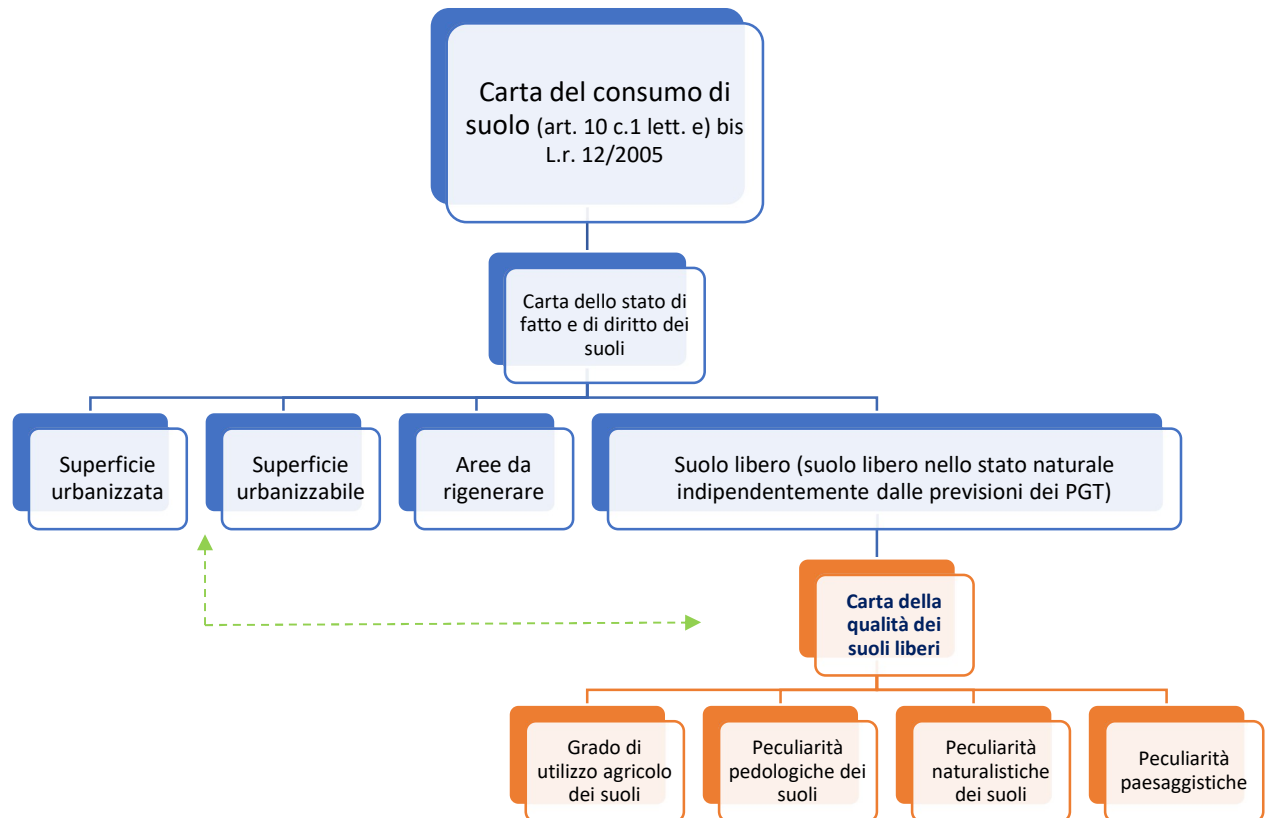 Carta del consumo di
suolo (art. 10 c.1 lett. e) bis
L.r. 12/2005
Carta dello stato di
fatto e di diritto dei
suoli
Superficie
urbanizzata
Superficie
urbanizzabile
Aree da
rigenerare
Suolo libero (suolo libero nello stato naturale
indipendentemente dalle previsioni dei PGT)
Carta della
qualità dei
suoli liberi
Grado di
utilizzo agricolo
dei suoli
Peculiarità
pedologiche dei
suoli
Peculiarità
naturalistiche
dei suoli
Peculiarità
paesaggistiche